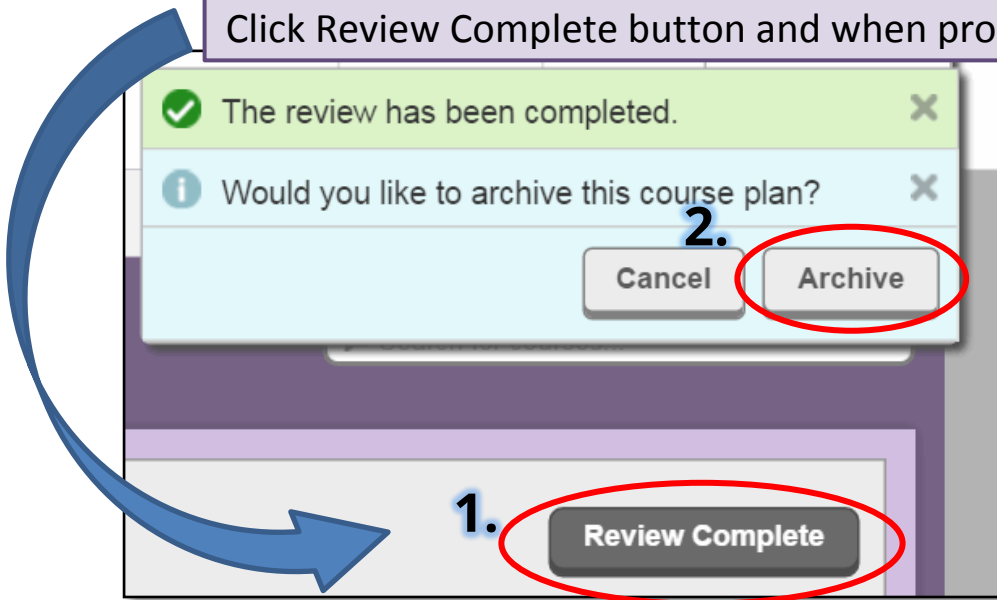 Click Review Complete button and when pro
The review has been completed.
Would you like to archive this course plan?
2.
Cancel Archive
1.
Review Complete